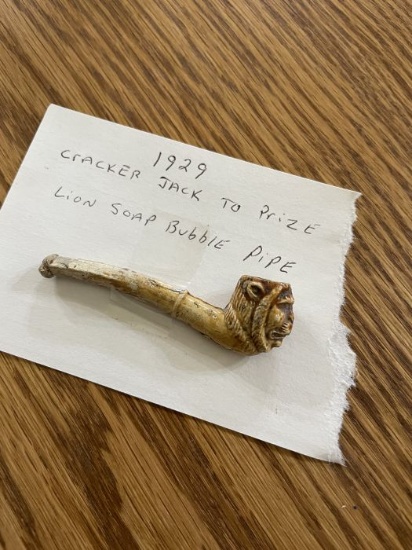 1929
CRACKER JACK TO PRIZE
LION SOAP BUBBLE PIPE